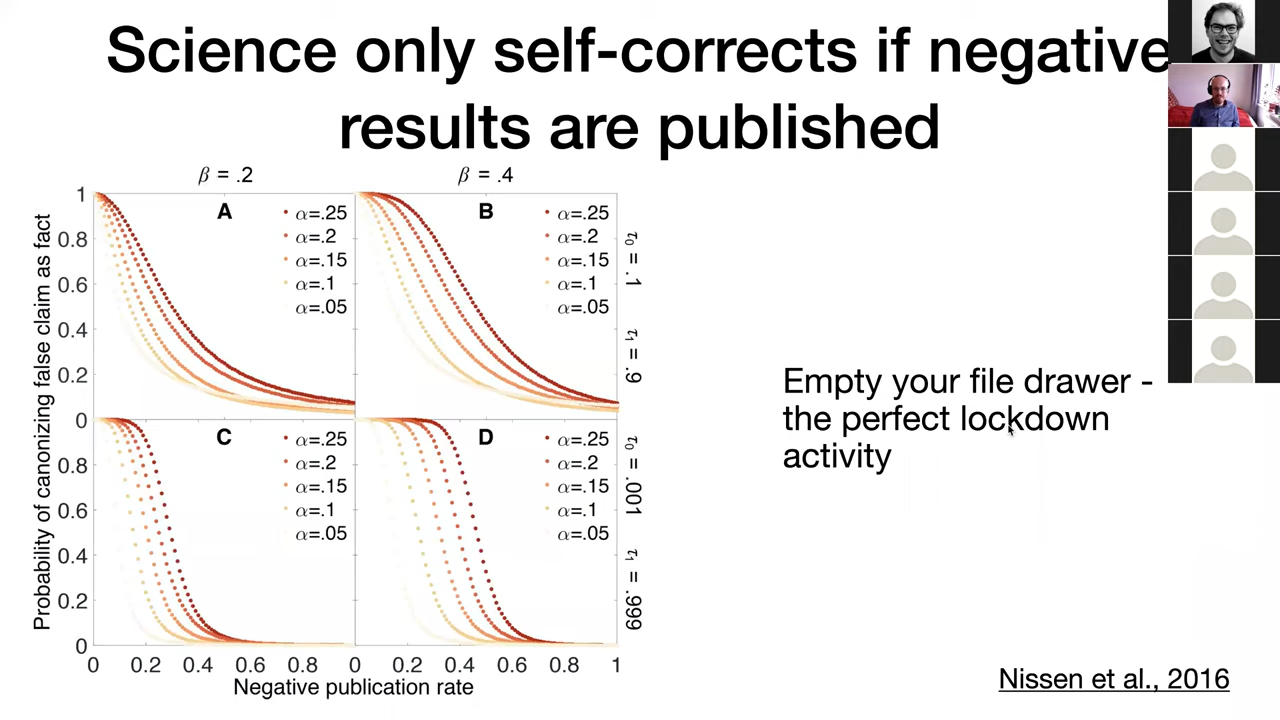 Science only self-corrects if negative
results are published
β = .2
β = .4
Probability of canonizing false claim as fact
1
0.8
0.6
0.4
0.2
0
0.8
0.6
0.4
0.2
0
A
α=.25
α=.2
α=.15
α=.1
α=.05
B
α=.25
α=.2
α=.15
α=.1
α=.05
τ₀ = .1
τ₁ = .9
C
α=.25
α=.2
α=.15
α=.1
α=.05
D
α=.25
α=.2
α=.15
α=.1
α=.05
τ₀ = .001
τ₁ = .999
0 0.2 0.4 0.6 0.8 0 0.2 0.4 0.6 0.8 1
Negative publication rate
Empty your file drawer -
the perfect lockdown
activity
Nissen et al., 2016